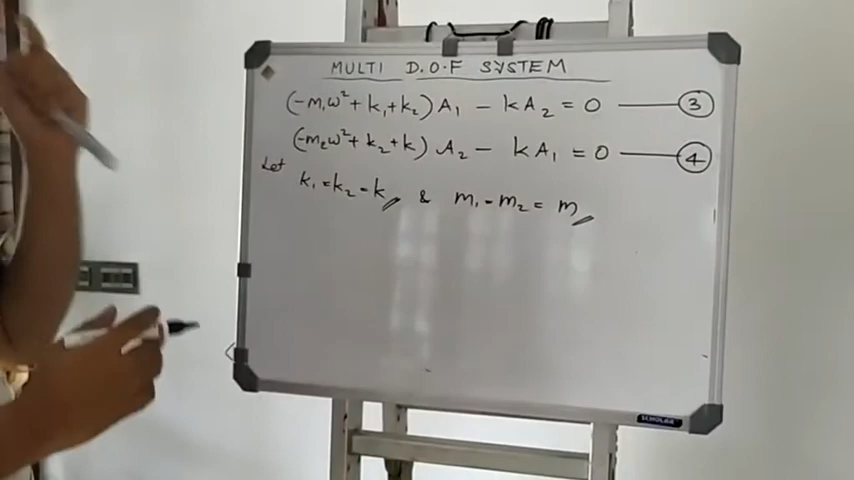 MULTI D.O.F SYSTEM
(-m₁ω²+k₁+k₂)A₁ - kA₂ = 0 ——— ③
(-m₂ω²+k₂+k)A₂ - kA₁ = 0 ——— ④
Let k₁=k₂=k & m₁=m₂=m
SCHOLAR